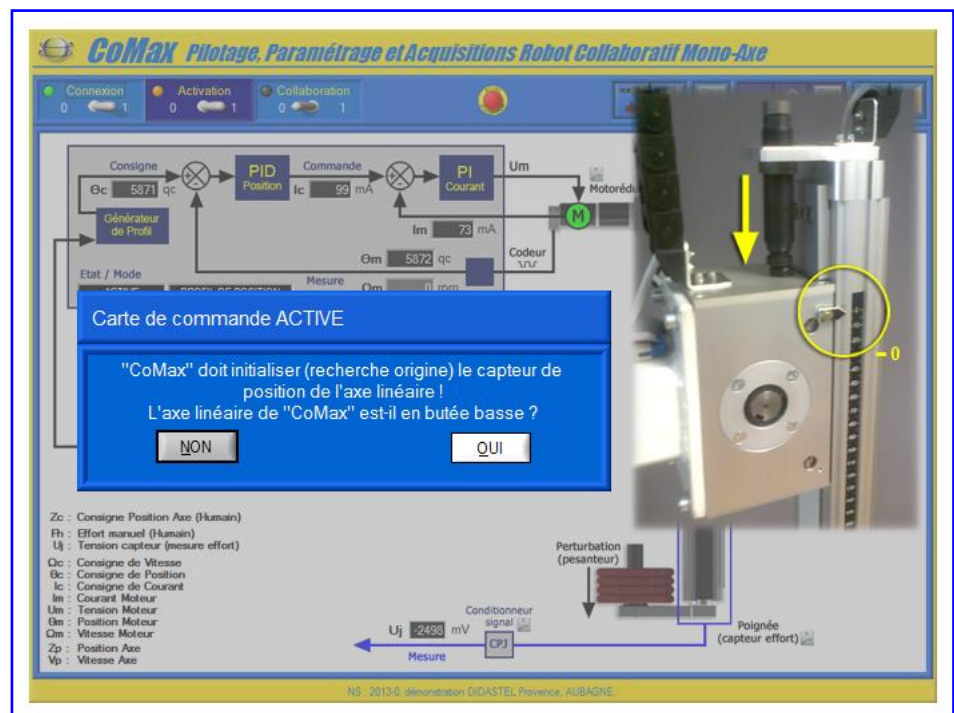 CoMax Pilotage, Paramétrage et Acquisitions Robot Collaboratif Mono-Axe
Connexion
0 1
Activation
0 1
Collaboration
0 1
Consigne
Θc 5871 qc
PID
Position
Commande
Ic 99 mA
PI
Courant
Um
Générateur
de Profil
M
Im 73 mA
Θm 5872 qc
Codeur
Etat / Mode
Mesure
Ωm 0 rpm
Carte de commande ACTIVE
"CoMax" doit initialiser (recherche origine) le capteur de
position de l'axe linéaire !
L'axe linéaire de "CoMax" est-il en butée basse ?
NON
OUI
0
Zc : Consigne Position Axe (Humain)
Fh : Effort manuel (Humain)
Uj : Tension capteur (mesure effort)
Ωc : Consigne de Vitesse
Θc : Consigne de Position
Ic : Consigne de Courant
Im : Courant Moteur
Um : Tension Moteur
Θm : Position Moteur
Ωm : Vitesse Moteur
Zp : Position Axe
Vp : Vitesse Axe
Perturbation
(pesanteur)
Conditionneur
signal
Uj -2498 mV
CPJ
Mesure
Poignée
(capteur effort)
NS : 2013-0, démonstration DIDASTEL Provence, AUBAGNE.